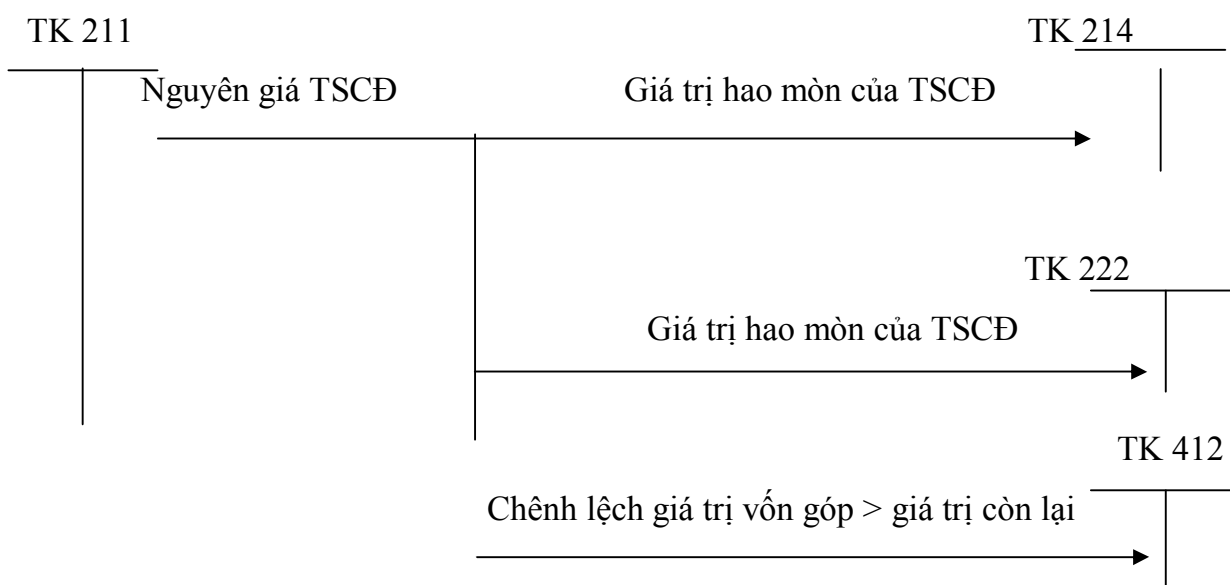 TK 211
TK 214
Nguyên giá TSCĐ
Giá trị hao mòn của TSCĐ
TK 222
Giá trị hao mòn của TSCĐ
TK 412
Chênh lệch giá trị vốn góp > giá trị còn lại